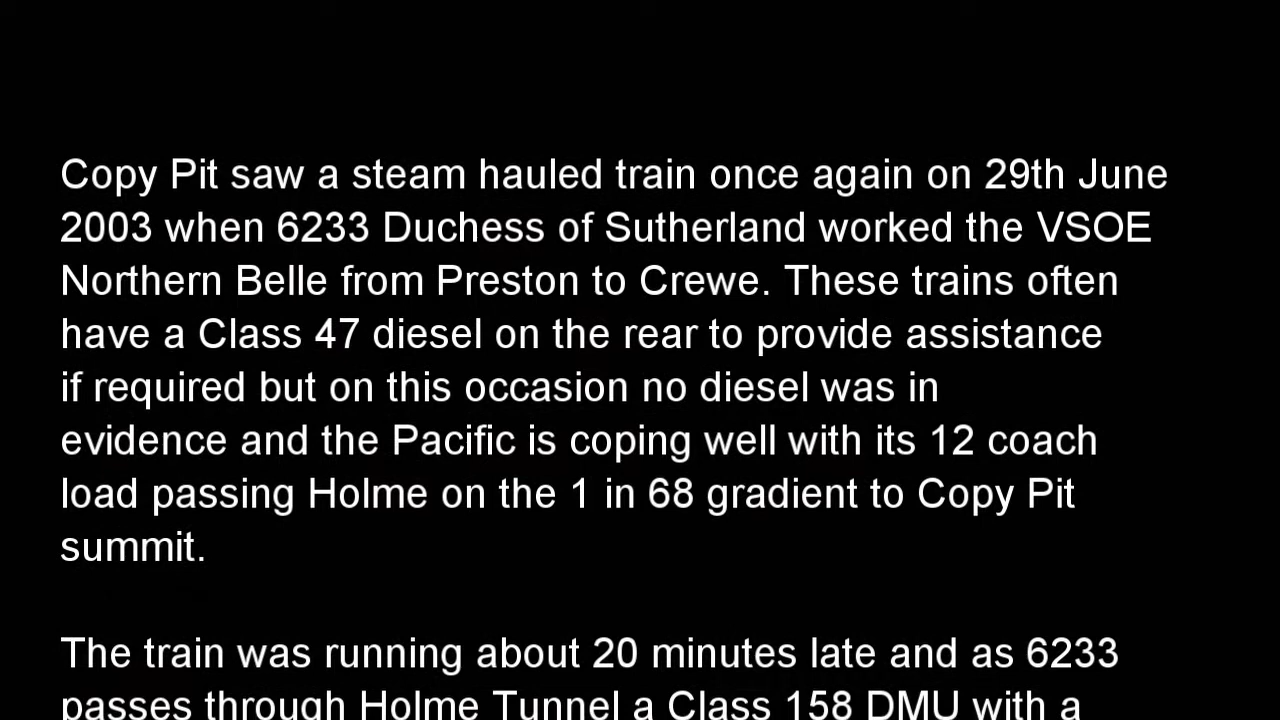 Copy Pit saw a steam hauled train once again on 29th June
2003 when 6233 Duchess of Sutherland worked the VSOE
Northern Belle from Preston to Crewe. These trains often
have a Class 47 diesel on the rear to provide assistance
if required but on this occasion no diesel was in
evidence and the Pacific is coping well with its 12 coach
load passing Holme on the 1 in 68 gradient to Copy Pit
summit.
The train was running about 20 minutes late and as 6233
passes through Holme Tunnel a Class 158 DMU with a